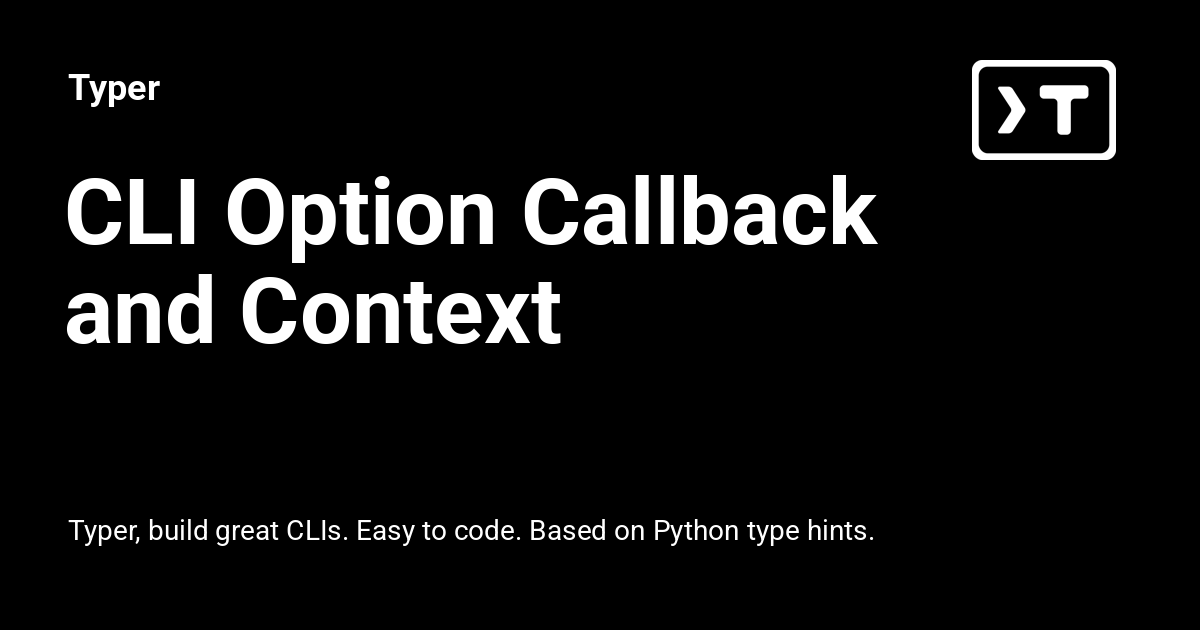 Typer
❯ T
CLI Option Callback
and Context
Typer, build great CLIs. Easy to code. Based on Python type hints.